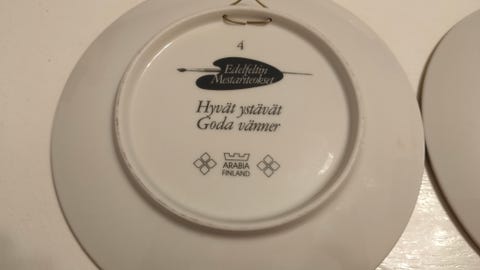 4
Edelfeltin
Mestariteokset
Hyvät ystävät
Goda vänner
ARABIA
FINLAND